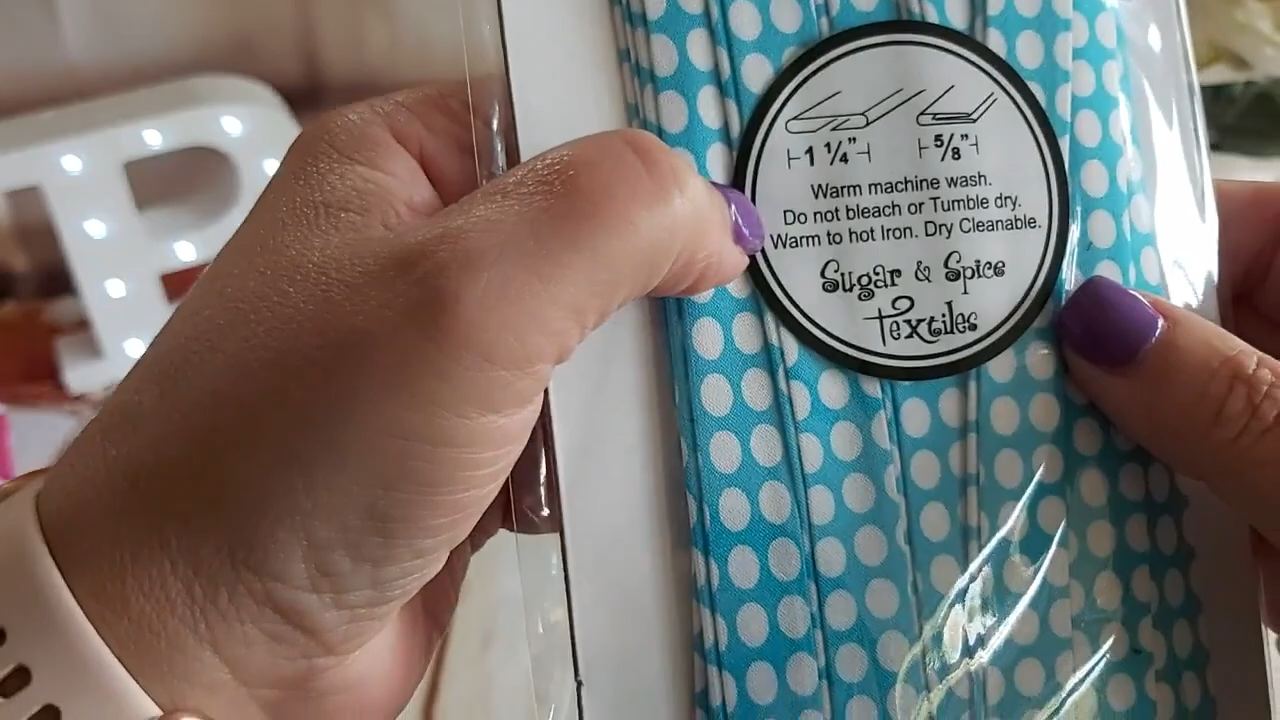 R
1 ¼" 5/8"
Warm machine wash.
Do not bleach or Tumble dry.
Warm to hot Iron. Dry Cleanable.
Sugar & Spice
Textiles